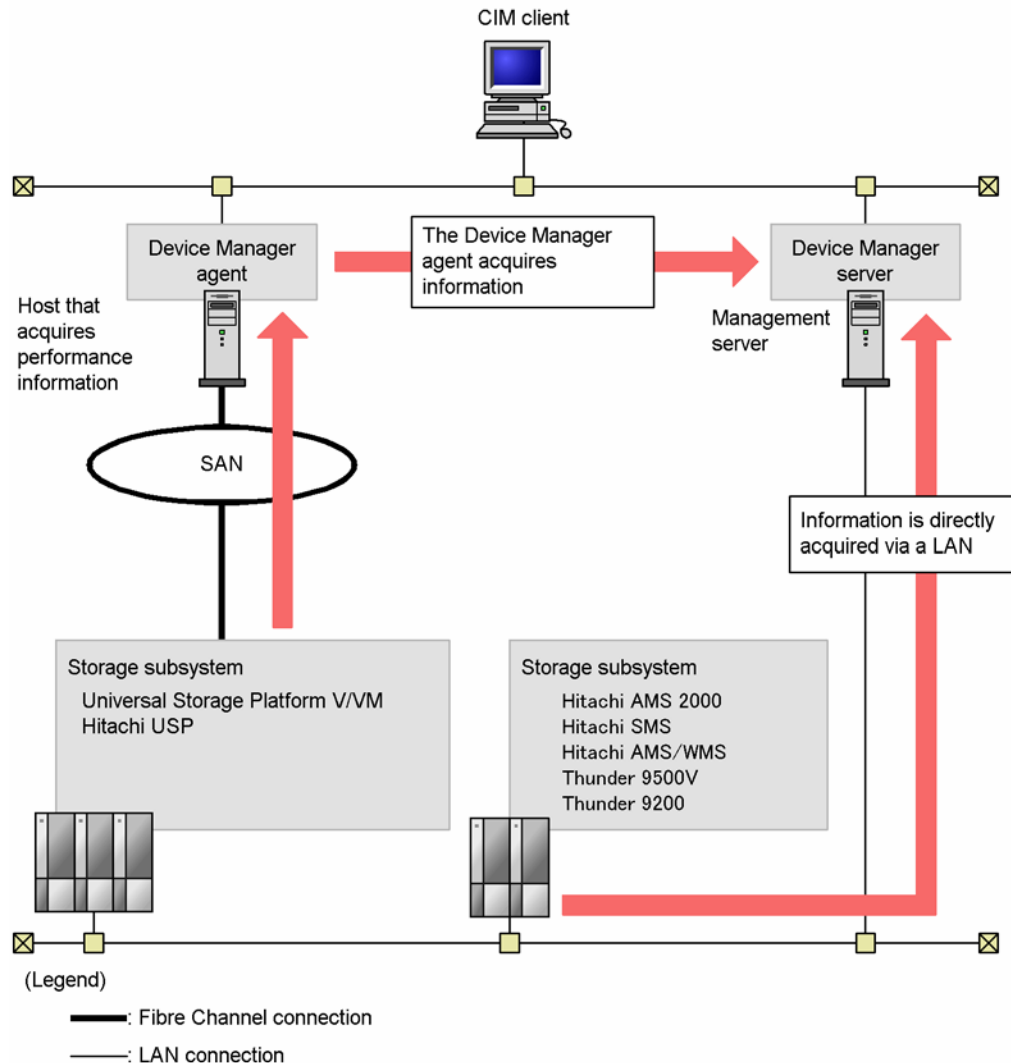 CIM client
Device Manager
agent
The Device Manager
agent acquires
information
Device Manager
server
Host that
acquires
performance
information
Management
server
SAN
Information is directly
acquired via a LAN
Storage subsystem
Universal Storage Platform V/VM
Hitachi USP
Storage subsystem
Hitachi AMS 2000
Hitachi SMS
Hitachi AMS/WMS
Thunder 9500V
Thunder 9200
(Legend)
: Fibre Channel connection
: LAN connection